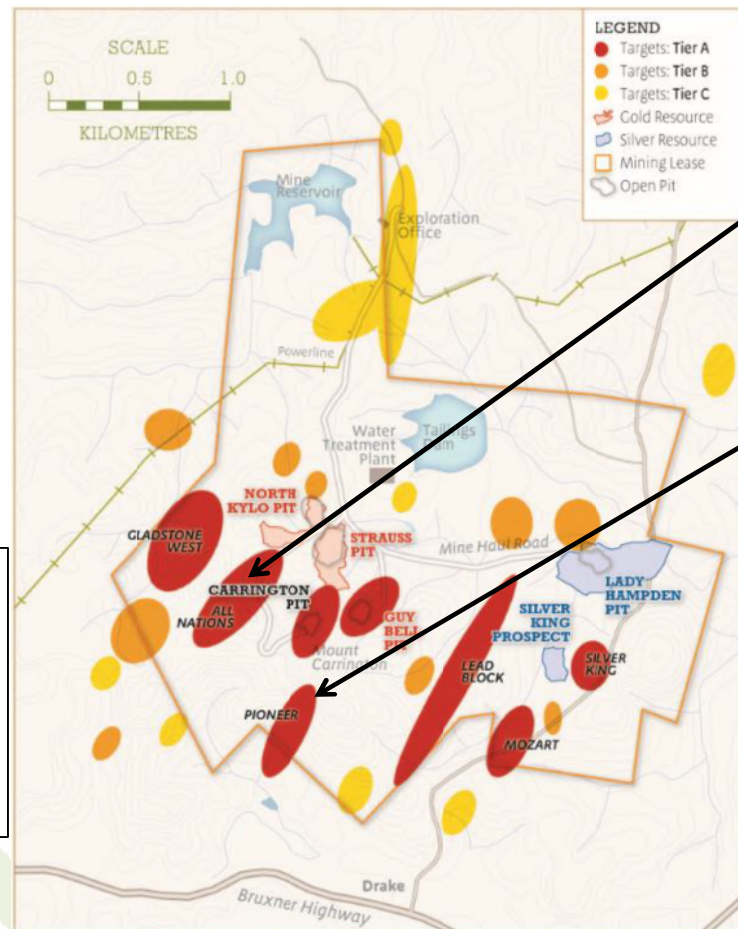 SCALE
0 0.5 1.0
KILOMETRES
LEGEND
Targets: Tier A
Targets: Tier B
Targets: Tier C
Gold Resource
Silver Resource
Mining Lease
Open Pit
Mine
Reservoir
Exploration
Office
Powerline
Water
Treatment
Plant
Tailings
Dam
NORTH
KYLO PIT
STRAUSS
PIT
Mine Haul Road
GLADSTONE
WEST
CARRINGTON
PIT
ALL
NATIONS
GUY
BELL
PIT
Mount
Carrington
LADY
HAMPDEN
PIT
SILVER
KING
PROSPECT
LEAD
BLOCK
SILVER
KING
PIONEER
MOZART
Drake
Bruxner Highway